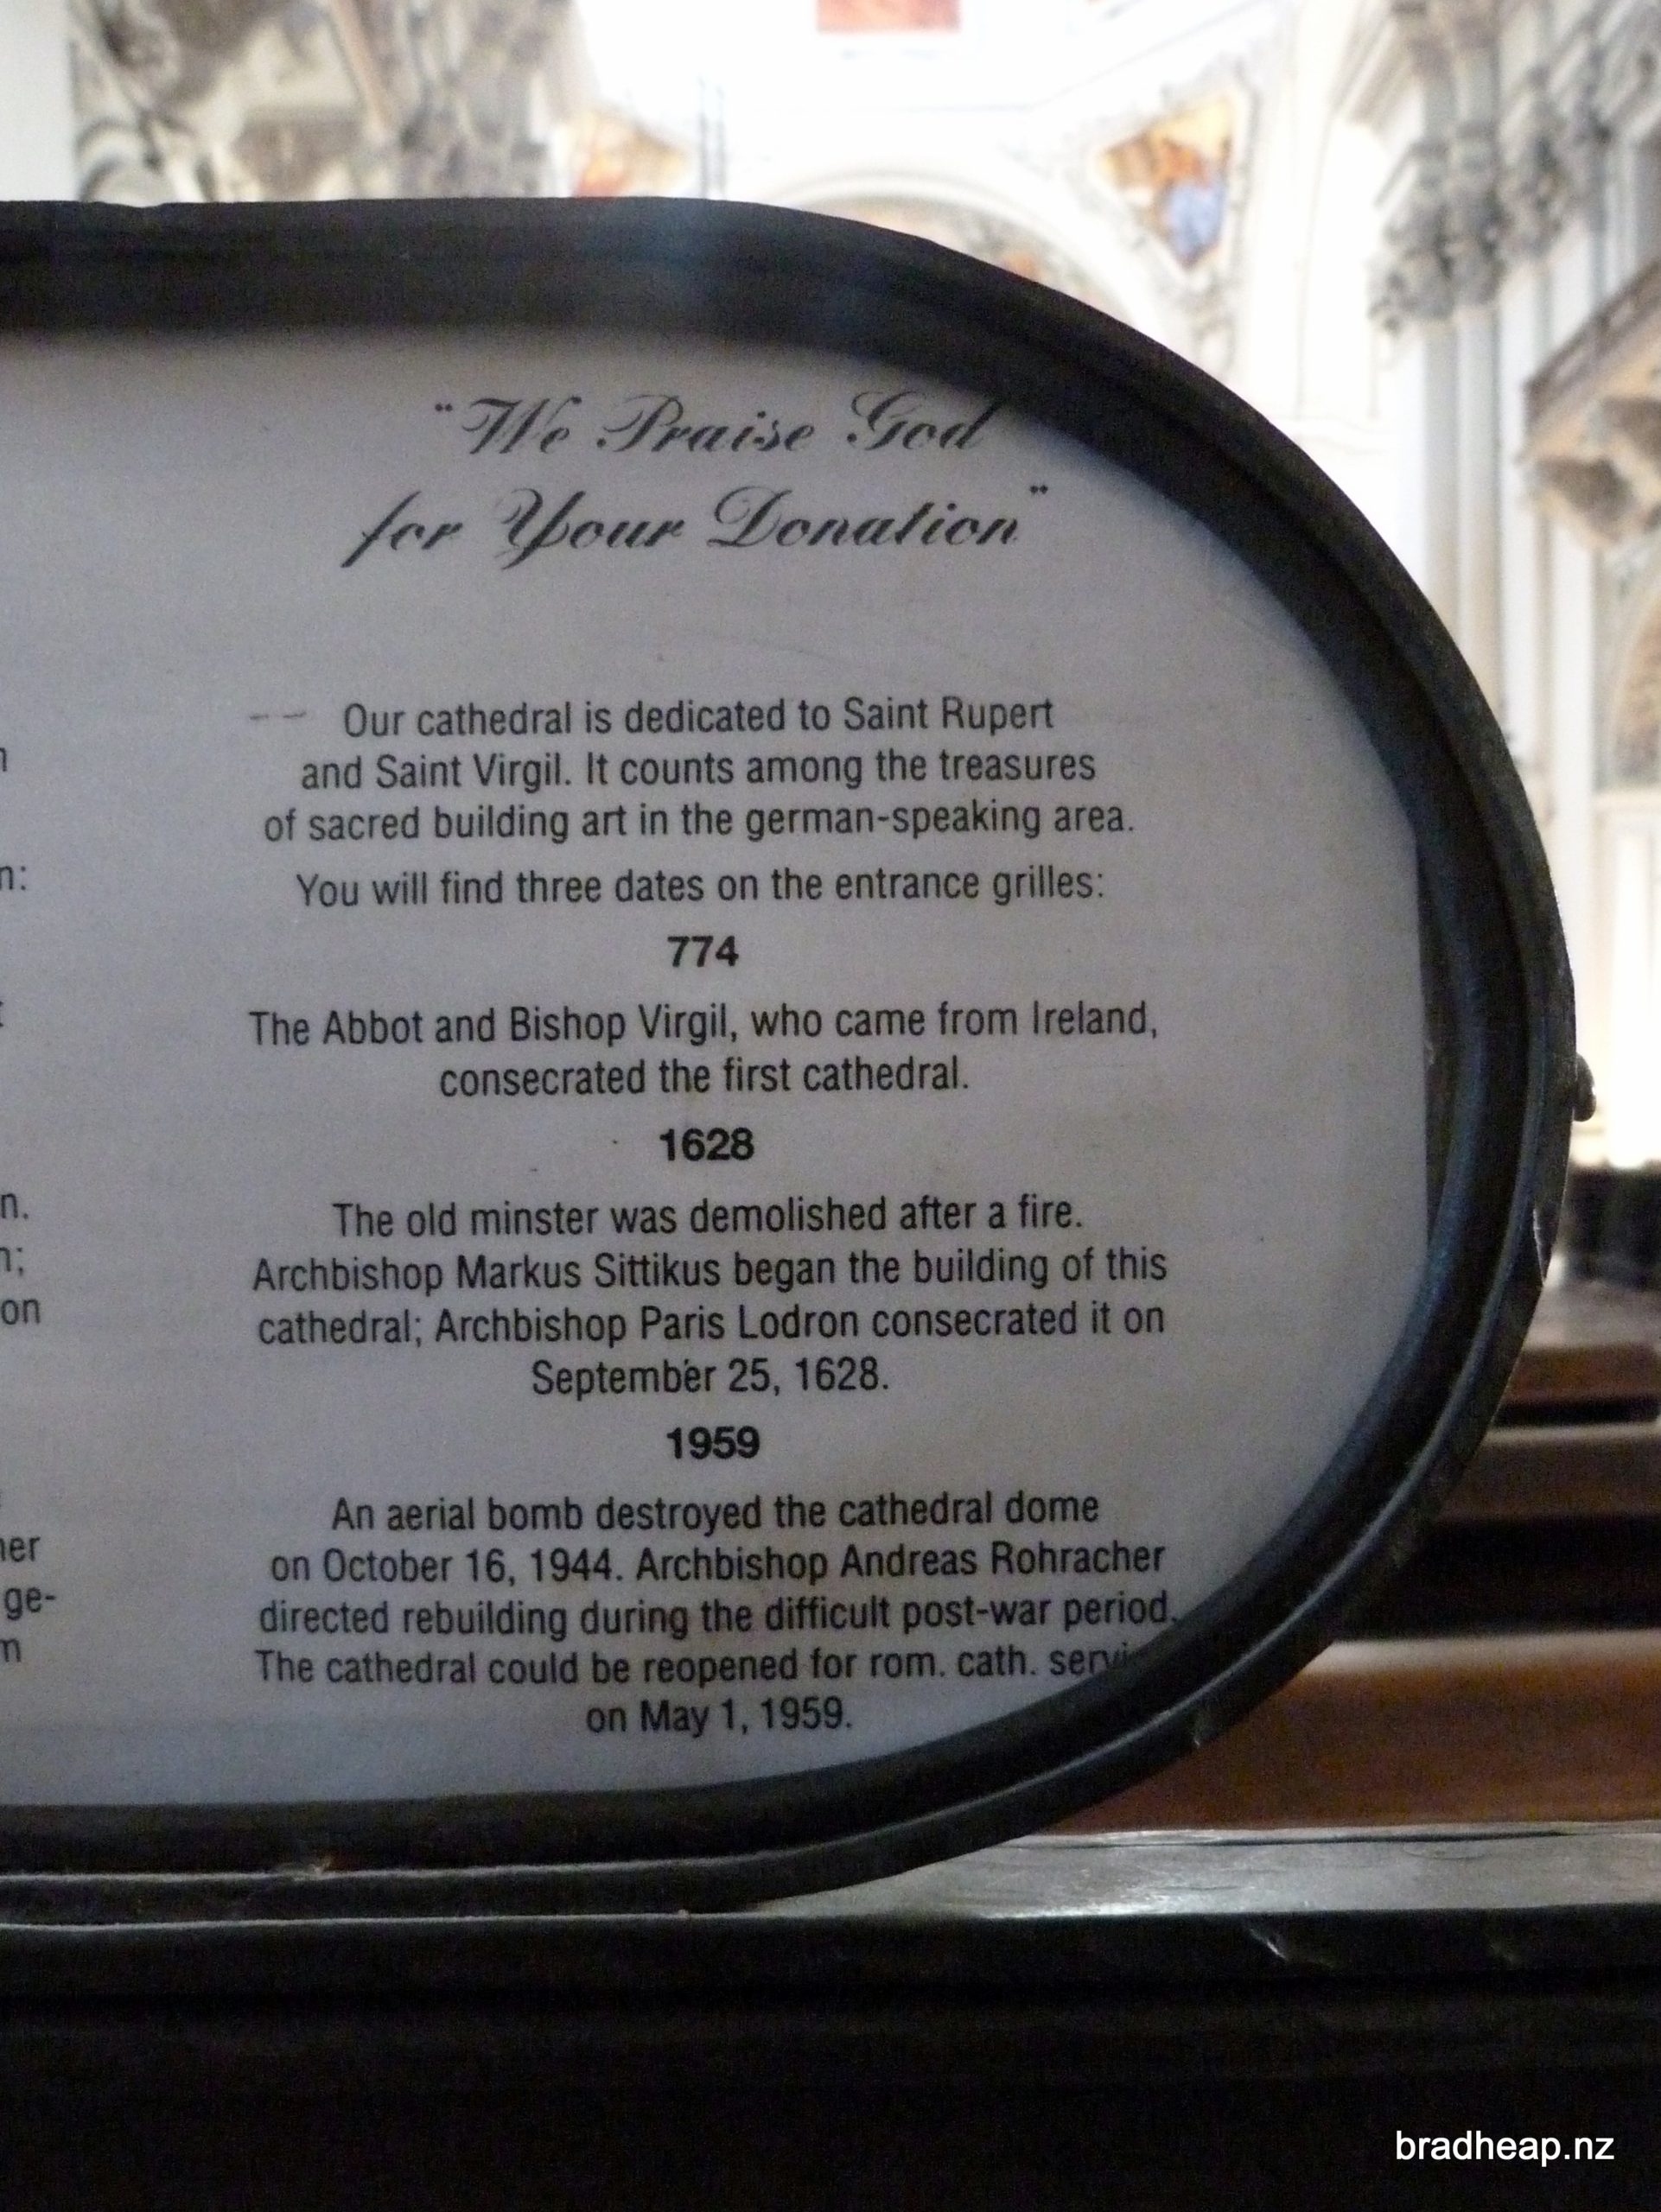 "We Praise God
for Your Donation"
Our cathedral is dedicated to Saint Rupert
and Saint Virgil. It counts among the treasures
of sacred building art in the german-speaking area.
You will find three dates on the entrance grilles:
774
The Abbot and Bishop Virgil, who came from Ireland,
consecrated the first cathedral.
1628
The old minster was demolished after a fire.
Archbishop Markus Sittikus began the building of this
cathedral; Archbishop Paris Lodron consecrated it on
September 25, 1628.
1959
An aerial bomb destroyed the cathedral dome
on October 16, 1944. Archbishop Andreas Rohracher
directed rebuilding during the difficult post-war period.
The cathedral could be reopened for rom. cath.
on May 1, 1959.
bradheap.nz